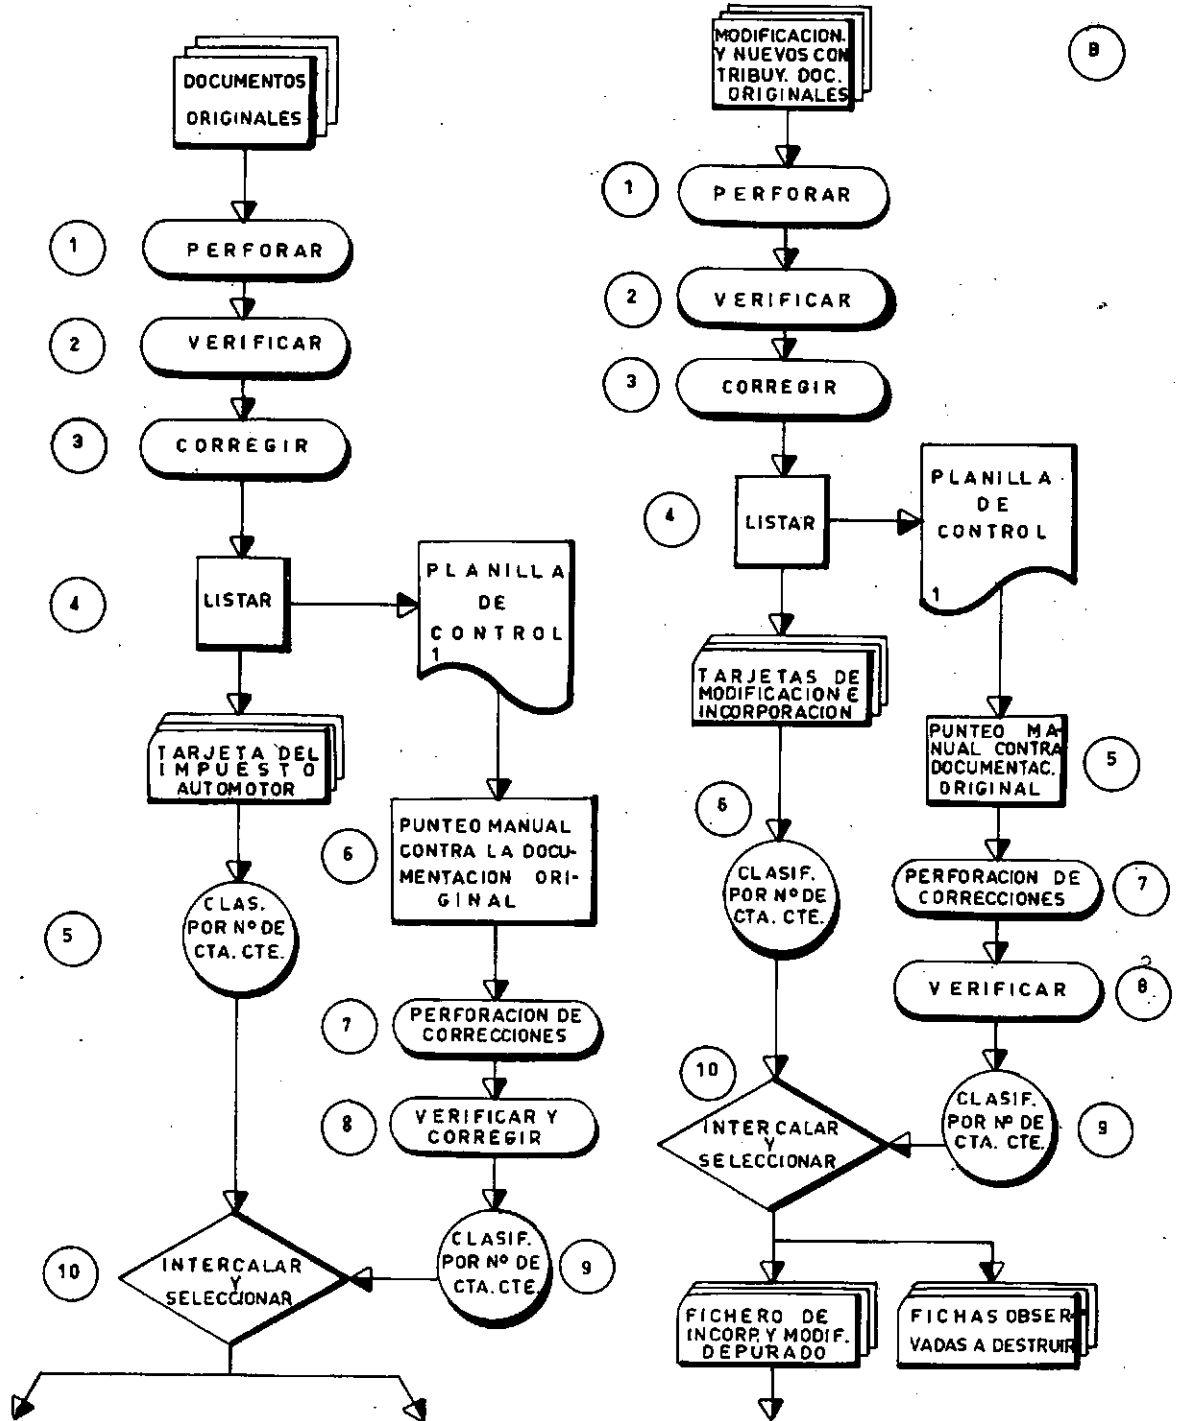 DOCUMENTOS
ORIGINALES
1
PERFORAR
2
VERIFICAR
3
CORREGIR
4
LISTAR
PLANILLA
DE
CONTROL
1
TARJETA DEL
IMPUESTO
AUTOMOTOR
6
PUNTEO MANUAL
CONTRA LA DOCU-
MENTACION ORI-
GINAL
5
CLAS.
POR Nº DE
CTA. CTE.
7
PERFORACION DE
CORRECCIONES
8
VERIFICAR Y
CORREGIR
10
INTERCALAR
Y
SELECCIONAR
CLASIF.
POR Nº DE
CTA. CTE.
9
MODIFICACION.
Y NUEVOS CON
TRIBUY. DOC.
ORIGINALES
B
1
PERFORAR
2
VERIFICAR
3
CORREGIR
4
LISTAR
PLANILLA
DE
CONTROL
1
TARJETAS DE
MODIFICACION E
INCORPORACION
PUNTEO MA-
NUAL CONTRA
DOCUMENTAC.
ORIGINAL
5
6
CLASIF.
POR Nº DE
CTA. CTE.
PERFORACION DE
CORRECCIONES
7
VERIFICAR
8
10
INTERCALAR
Y
SELECCIONAR
CLASIF.
POR Nº DE
CTA. CTE.
9
FICHERO DE
INCORP. Y MODIF.
DEPURADO
FICHAS OBSER-
VADAS A DESTRUIR